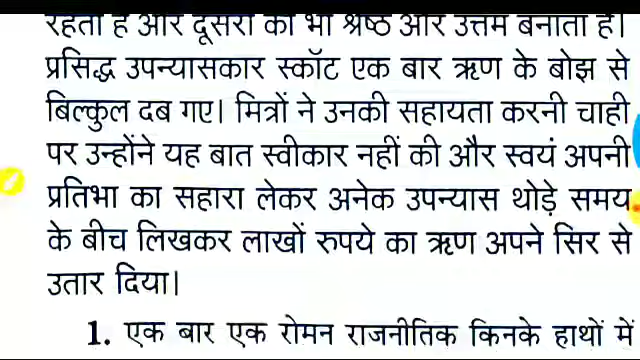 रहता है और दूसरों को भी श्रेष्ठ और उत्तम बनाता है।
प्रसिद्ध उपन्यासकार स्कॉट एक बार ऋण के बोझ से
बिल्कुल दब गए। मित्रों ने उनकी सहायता करनी चाही
पर उन्होंने यह बात स्वीकार नहीं की और स्वयं अपनी
प्रतिभा का सहारा लेकर अनेक उपन्यास थोड़े समय
के बीच लिखकर लाखों रुपये का ऋण अपने सिर से
उतार दिया।
1. एक बार एक रोमन राजनीतिक किनके हाथों में